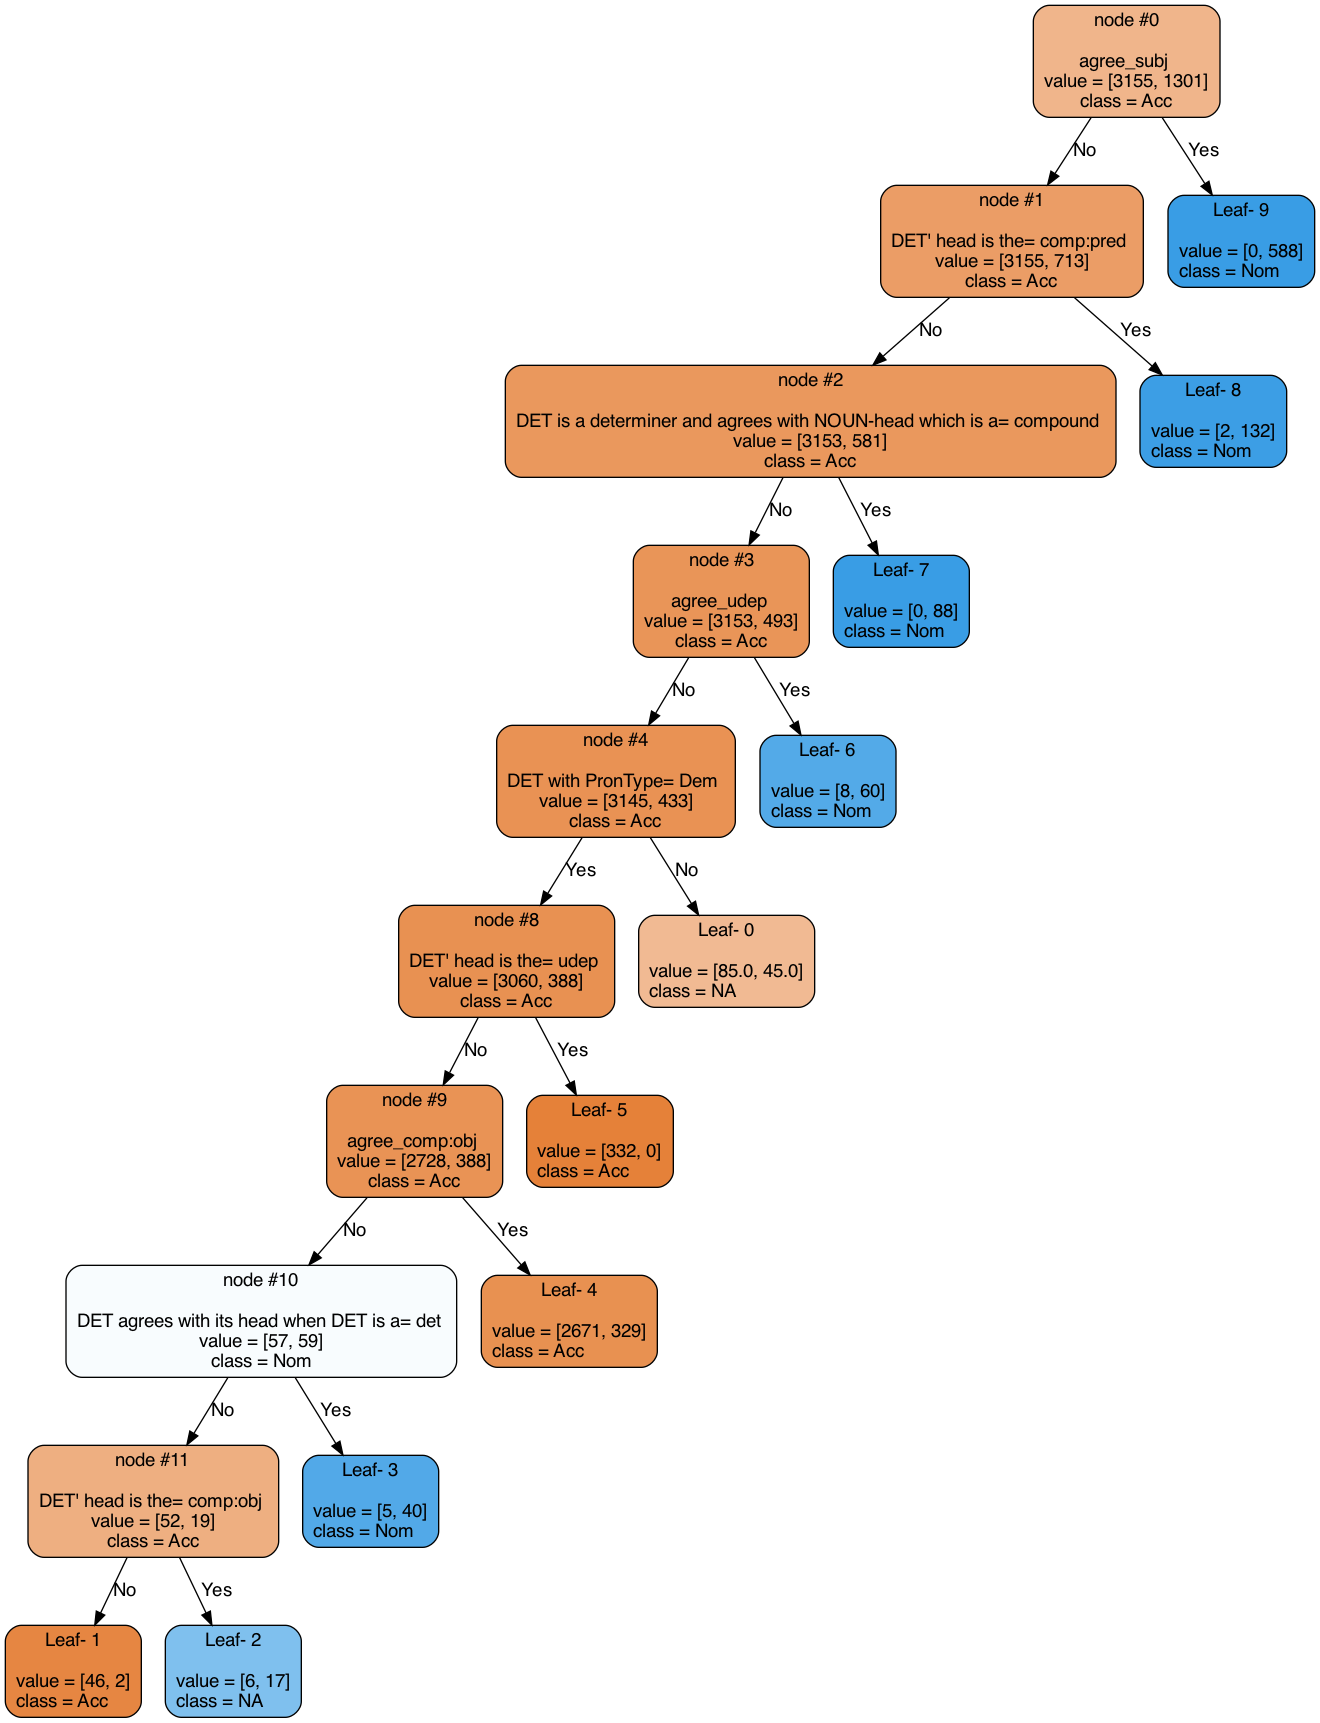 node #0
agree_subj
value = [3155, 1301]
class = Acc
No
Yes
node #1
DET' head is the= comp:pred
value = [3155, 713]
class = Acc
Leaf- 9
value = [0, 588]
class = Nom
No
Yes
node #2
DET is a determiner and agrees with NOUN-head which is a= compound
value = [3153, 581]
class = Acc
Leaf- 8
value = [2, 132]
class = Nom
No
Yes
node #3
agree_udep
value = [3153, 493]
class = Acc
Leaf- 7
value = [0, 88]
class = Nom
No
Yes
node #4
DET with PronType= Dem
value = [3145, 433]
class = Acc
Leaf- 6
value = [8, 60]
class = Nom
Yes
No
node #8
DET' head is the= udep
value = [3060, 388]
class = Acc
Leaf- 0
value = [85.0, 45.0]
class = NA
No
Yes
node #9
agree_comp:obj
value = [2728, 388]
class = Acc
Leaf- 5
value = [332, 0]
class = Acc
No
Yes
node #10
DET agrees with its head when DET is a= det
value = [57, 59]
class = Nom
Leaf- 4
value = [2671, 329]
class = Acc
No
Yes
node #11
DET' head is the= comp:obj
value = [52, 19]
class = Acc
Leaf- 3
value = [5, 40]
class = Nom
No
Yes
Leaf- 1
value = [46, 2]
class = Acc
Leaf- 2
value = [6, 17]
class = NA